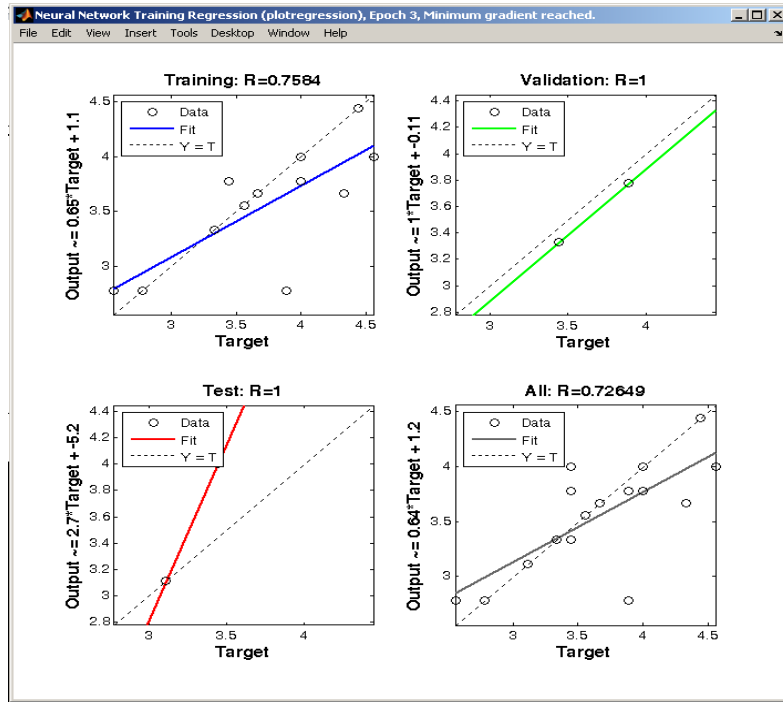 Neural Network Training Regression (plotregression), Epoch 3, Minimum gradient reached.
File Edit View Insert Tools Desktop Window Help
Training: R=0.7584
Output ~= 0.65*Target + 1.1
4.5
4
3.5
3
Data
Fit
Y = T
3 3.5 4 4.5
Target
Validation: R=1
Output ~= 1*Target + -0.11
4.4
4.2
4
3.8
3.6
3.4
3.2
3
2.8
Data
Fit
Y = T
3 3.5 4
Target
Test: R=1
Output ~= 2.7*Target + -5.2
4.4
4.2
4
3.8
3.6
3.4
3.2
3
2.8
Data
Fit
Y = T
3 3.5 4
Target
All: R=0.72649
Output ~= 0.64*Target + 1.2
4.5
4
3.5
3
Data
Fit
Y = T
3 3.5 4 4.5
Target